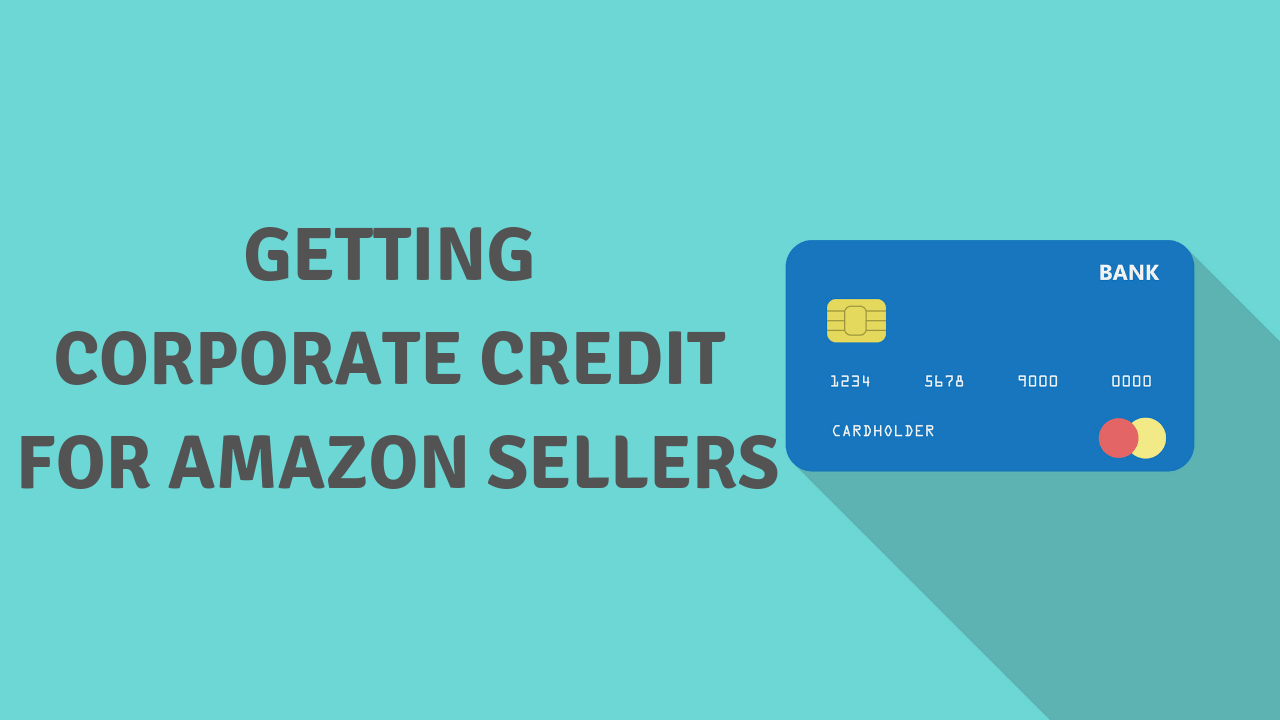 GETTING
CORPORATE CREDIT
FOR AMAZON SELLERS
BANK
1234 5678 9000 0000
CARDHOLDER